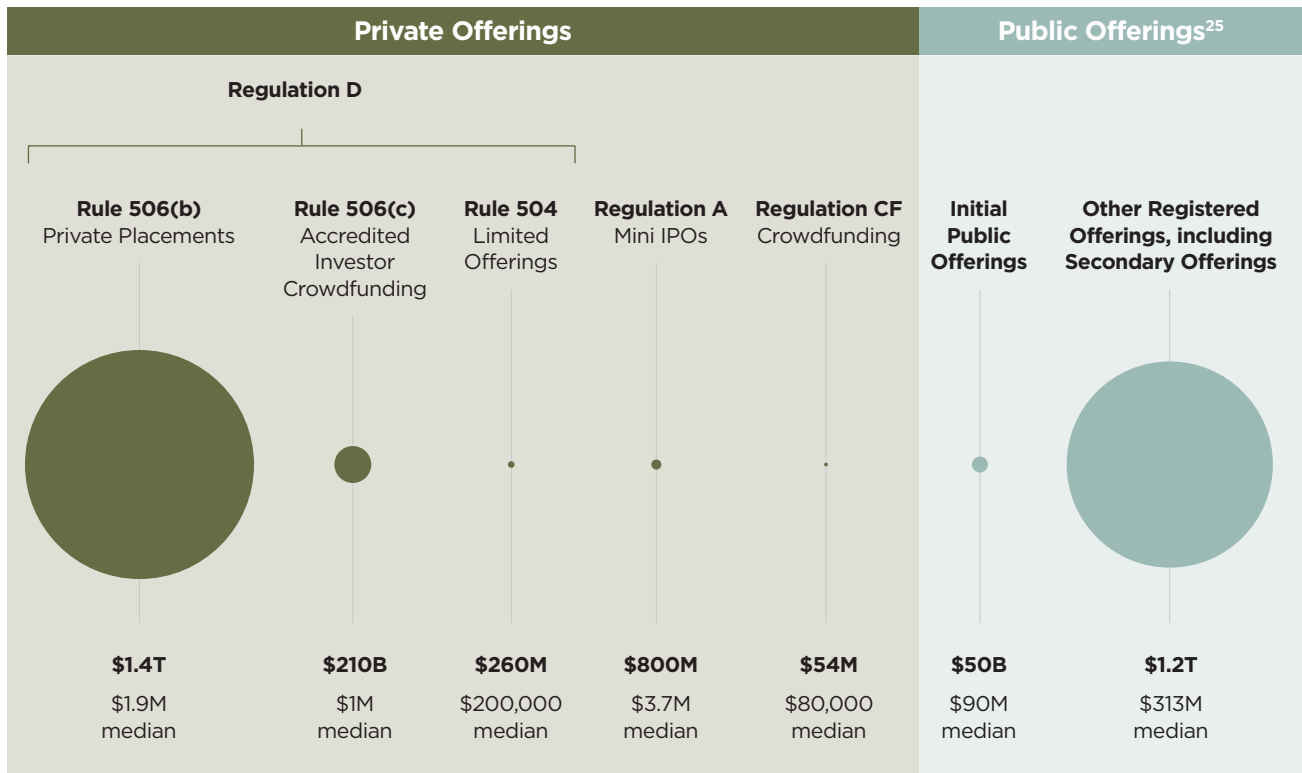 Private Offerings
Public Offerings25
Regulation D
Rule 506(b)
Private Placements
Rule 506(c)
Accredited
Investor
Crowdfunding
Rule 504
Limited
Offerings
Regulation A
Mini IPOs
Regulation CF
Crowdfunding
Initial
Public
Offerings
Other Registered
Offerings, including
Secondary Offerings
$1.4T
$1.9M
median
$210B
$1M
median
$260M
$200,000
median
$800M
$3.7M
median
$54M
$80,000
median
$50B
$90M
median
$1.2T
$313M
median